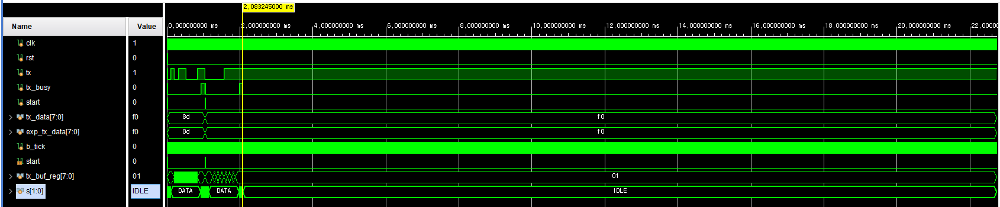 2,083245000 ms
Name Value 0,000000000 ms 2,000000000 ms 4,000000000 ms 6,000000000 ms 8,000000000 ms 10,000000000 ms 12,000000000 ms 14,000000000 ms 16,000000000 ms 18,000000000 ms 20,000000000 ms 22,00000
clk 1
rst 0
tx 1
tx_busy 0
start 0
tx_data[7:0] f0 8d f0
exp_tx_data[7:0] f0 8d f0
b_tick 0
start 0
tx_buf_reg[7:0] 01 01
s[1:0] IDLE DATA DATA IDLE